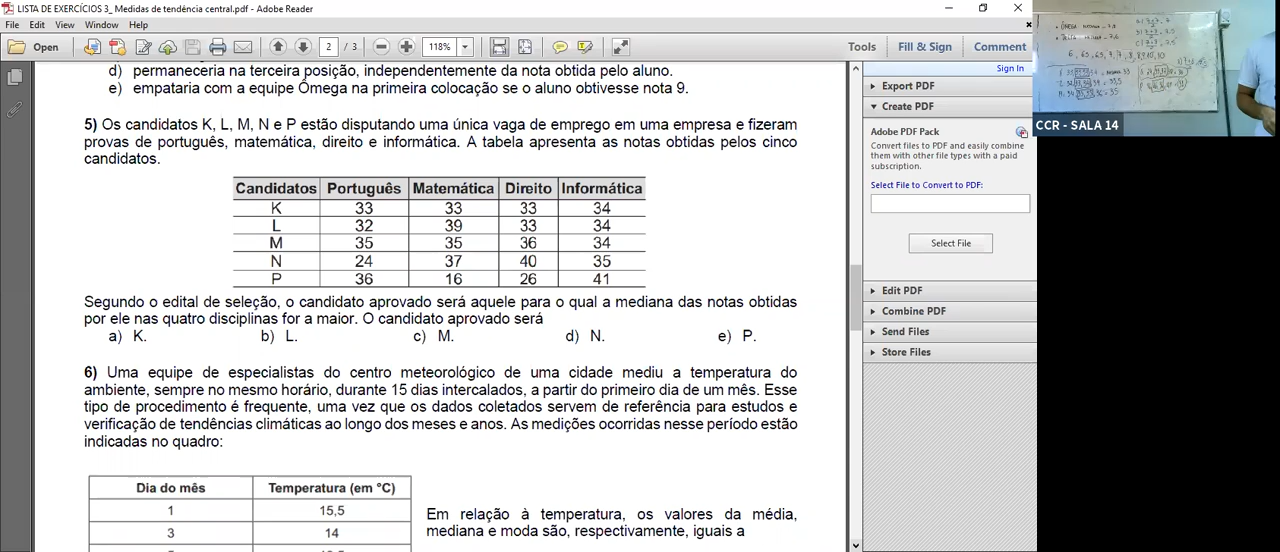 LISTA DE EXERCÍCIOS 3_ Medidas de tendência central.pdf - Adobe Reader
File Edit View Window Help
Open 2 / 3 118% Tools Fill & Sign Comment
Sign In
d) permaneceria na terceira posição, independentemente da nota obtida pelo aluno.
e) empataria com a equipe Ômega na primeira colocação se o aluno obtivesse nota 9.
5) Os candidatos K, L, M, N e P estão disputando uma única vaga de emprego em uma empresa e fizeram
provas de português, matemática, direito e informática. A tabela apresenta as notas obtidas pelos cinco
candidatos.
Candidatos Português Matemática Direito Informática
K 33 33 33 34
L 32 39 33 34
M 35 35 36 34
N 24 37 40 35
P 36 16 26 41
Segundo o edital de seleção, o candidato aprovado será aquele para o qual a mediana das notas obtidas
por ele nas quatro disciplinas for a maior. O candidato aprovado será
a) K. b) L. c) M. d) N. e) P.
6) Uma equipe de especialistas do centro meteorológico de uma cidade mediu a temperatura do
ambiente, sempre no mesmo horário, durante 15 dias intercalados, a partir do primeiro dia de um mês. Esse
tipo de procedimento é frequente, uma vez que os dados coletados servem de referência para estudos e
verificação de tendências climáticas ao longo dos meses e anos. As medições ocorridas nesse período estão
indicadas no quadro:
Dia do mês Temperatura (em °C)
1 15,5
3 14
Em relação à temperatura, os valores da média,
mediana e moda são, respectivamente, iguais a
Export PDF
Create PDF
Adobe PDF Pack
Convert files to PDF and easily combine
them with other file types with a paid
subscription.
Select File to Convert to PDF:
Select File
Edit PDF
Combine PDF
Send Files
Store Files
CCR - SALA 14